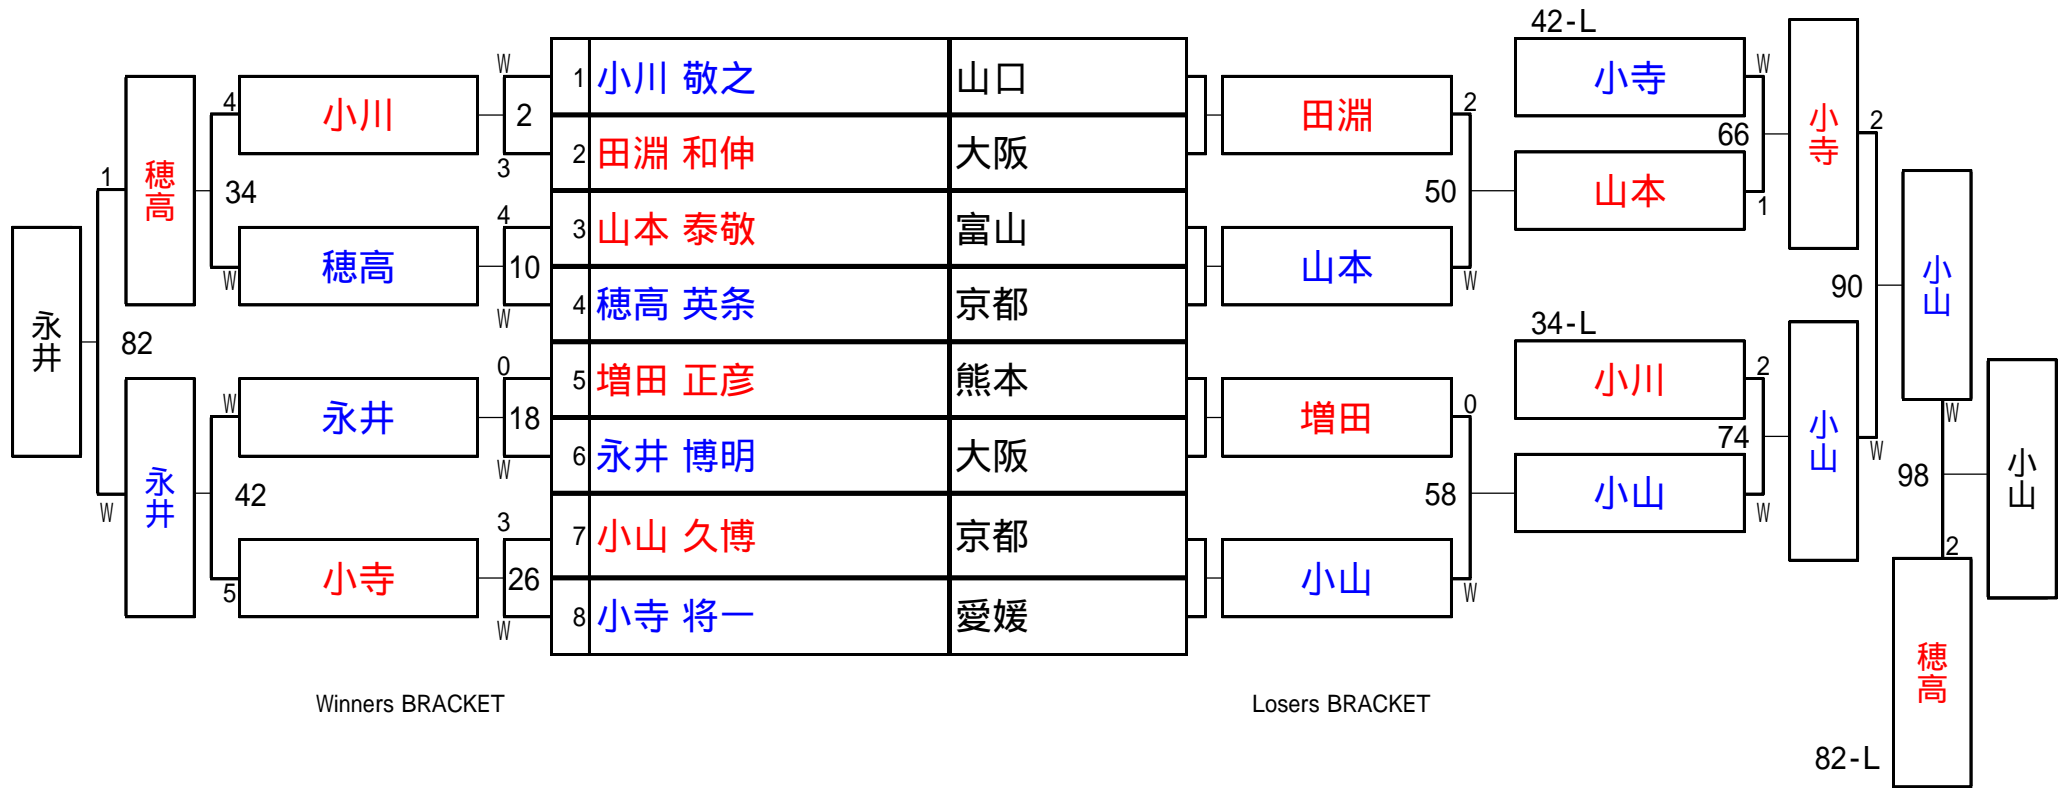 永井
1
穂高
82
W
永井
4
小川
34
W
穂高
W
永井
42
5
小寺
W
2
3
4
10
W
0
18
W
3
26
W
1 小川 敬之 山口
2 田淵 和伸 大阪
3 山本 泰敬 富山
4 穂高 英条 京都
5 増田 正彦 熊本
6 永井 博明 大阪
7 小山 久博 京都
8 小寺 将一 愛媛
田淵
2
50
山本
W
増田
0
58
小山
W
42-L
小寺
W
66
山本
1
34-L
小川
2
74
小山
W
小寺
2
90
小山
W
小山
W
98
2
穂高
82-L
小山
Winners BRACKET
Losers BRACKET